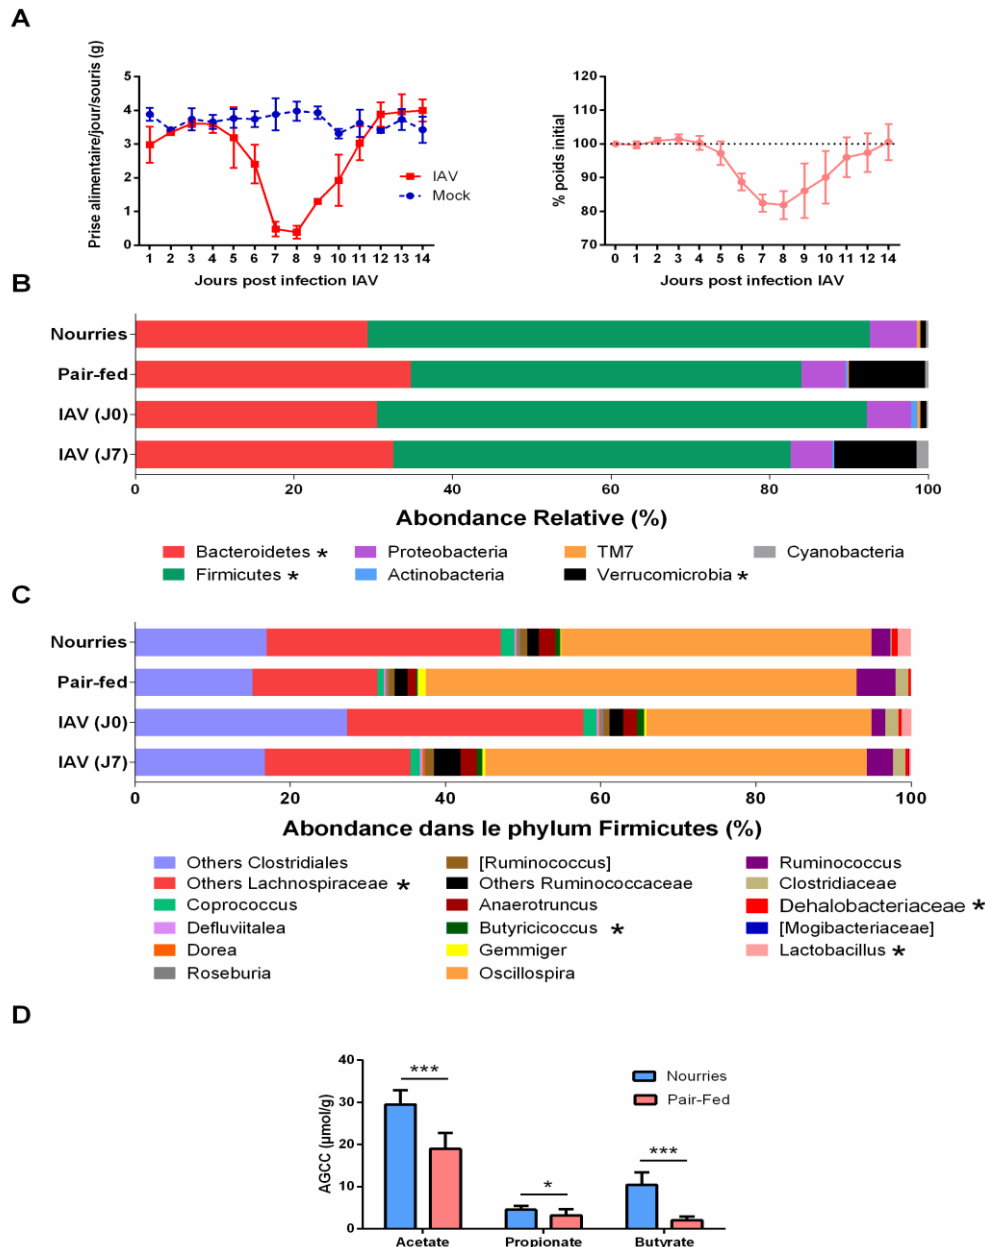 A
Prise alimentaire/jour/souris (g)
5
4
3
2
1
0
IAV
Mock
1 2 3 4 5 6 7 8 9 10 11 12 13 14
Jours post infection IAV
% poids initial
110
100
90
80
70
0 1 2 3 4 5 6 7 8 9 10 11 12 14
Jours post infection IAV
B
Nourries
Pair-fed
IAV (J0)
IAV (J7)
0 20 40 60 80 100
Abondance Relative (%)
Bacteroidetes * Proteobacteria TM7 Cyanobacteria
Firmicutes * Actinobacteria Verrucomicrobia *
C
Nourries
Pair-fed
IAV (J0)
IAV (J7)
0 20 40 60 80 100
Abondance dans le phylum Firmicutes (%)
Others Clostridiales [Ruminococcus] Ruminococcus
Others Lachnospiraceae * Others Ruminococcaceae Clostridiaceae
Coprococcus Anaerotruncus Dehalobacteriaceae *
Defluviitalea Butyricicoccus * [Mogibacteriaceae]
Dorea Gemmiger Lactobacillus *
Roseburia Oscillospira
D
AGCC (µmol/g)
40
30
20
10
0
***
*
***
Nourries
Pair-Fed
Acetate Propionate Butyrate